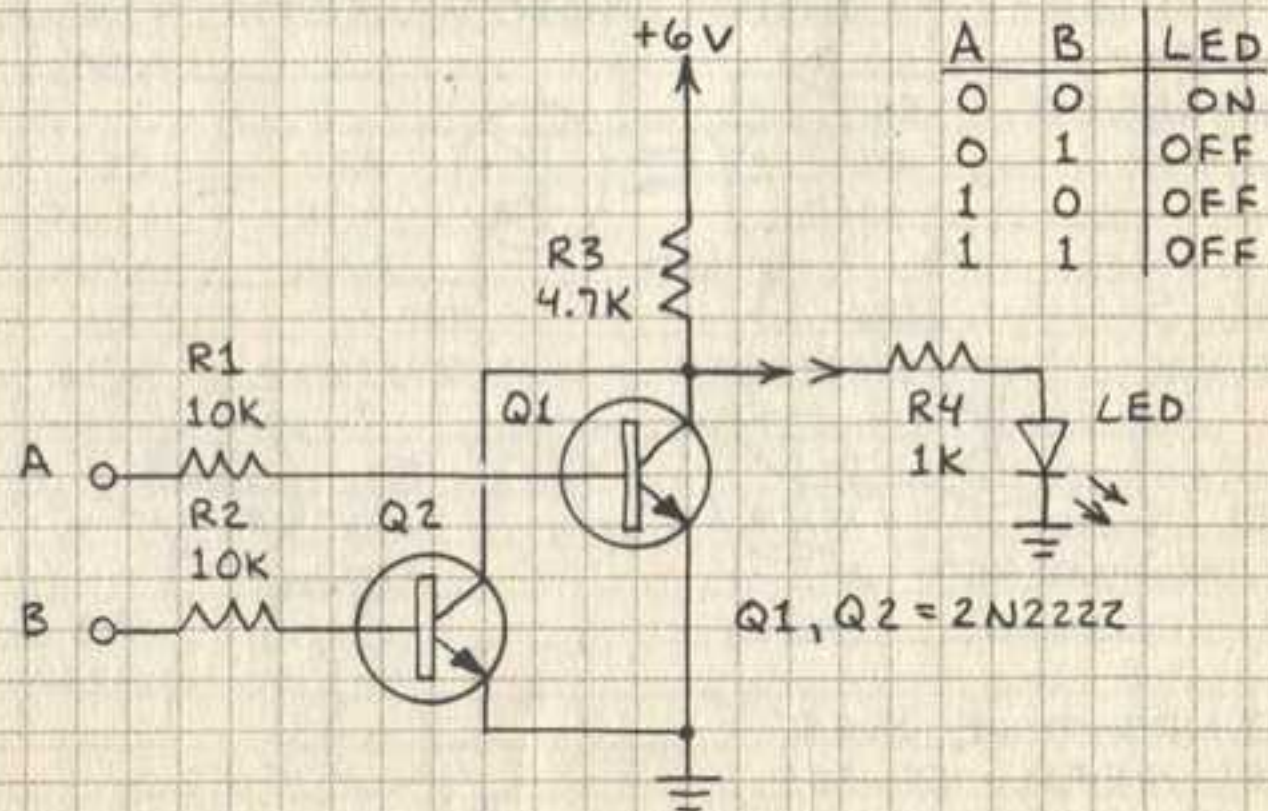 +6V
A B LED
0 0 ON
0 1 OFF
1 0 OFF
1 1 OFF
R3
4.7K
R1
10K
Q1
R4
1K
LED
A
R2
10K
Q2
B
Q1, Q2 = 2N2222